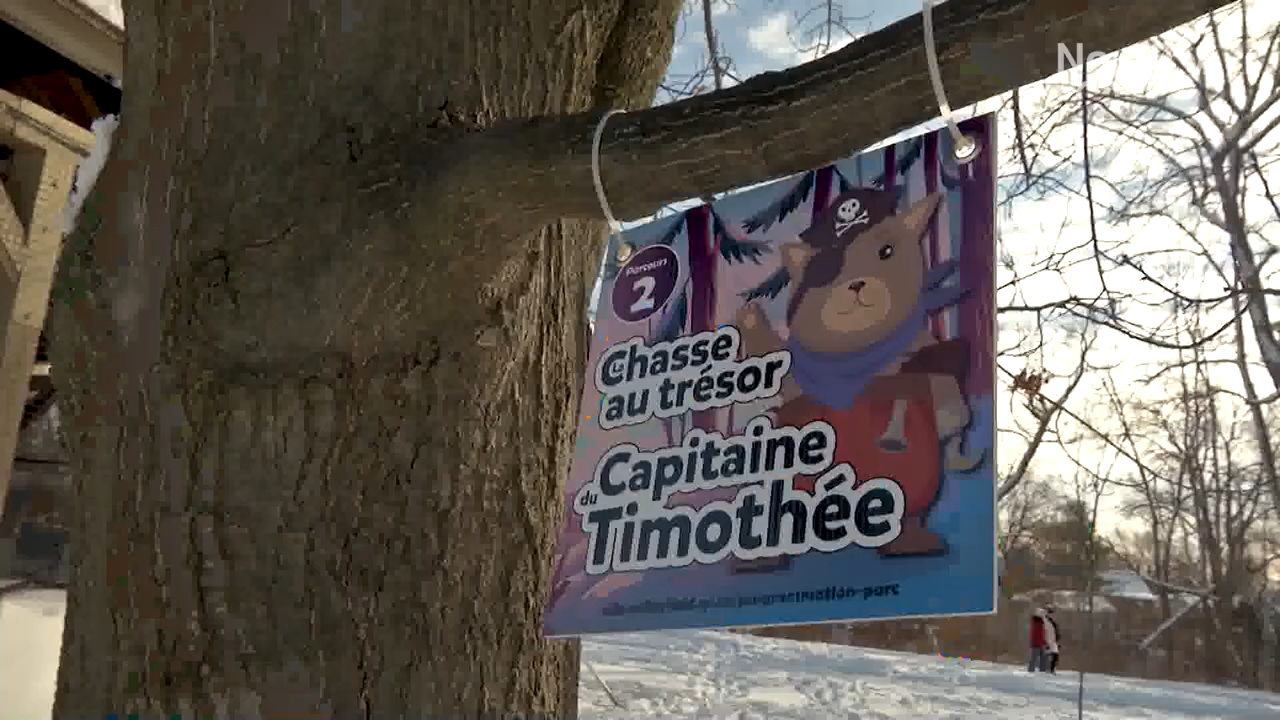 Parcours
2
Chasse
au trésor
du Capitaine
Timothée